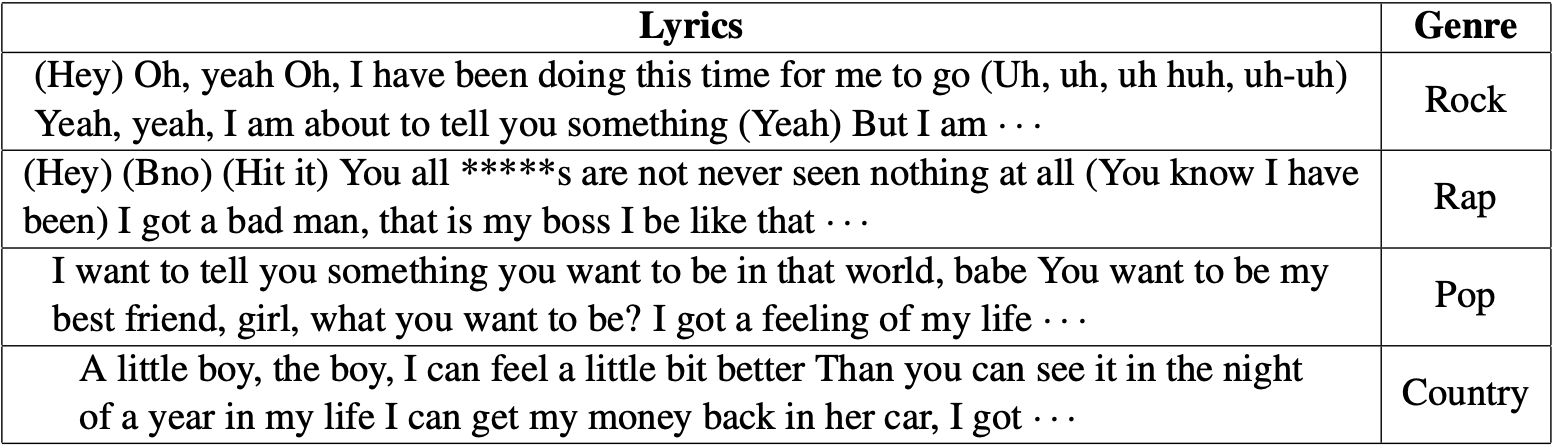 Lyrics Genre
(Hey) Oh, yeah Oh, I have been doing this time for me to go (Uh, uh, uh huh, uh-uh)
Yeah, yeah, I am about to tell you something (Yeah) But I am · · ·
Rock
(Hey) (Bno) (Hit it) You all *****s are not never seen nothing at all (You know I have
been) I got a bad man, that is my boss I be like that · · ·
Rap
I want to tell you something you want to be in that world, babe You want to be my
best friend, girl, what you want to be? I got a feeling of my life · · ·
Pop
A little boy, the boy, I can feel a little bit better Than you can see it in the night
of a year in my life I can get my money back in her car, I got · · ·
Country